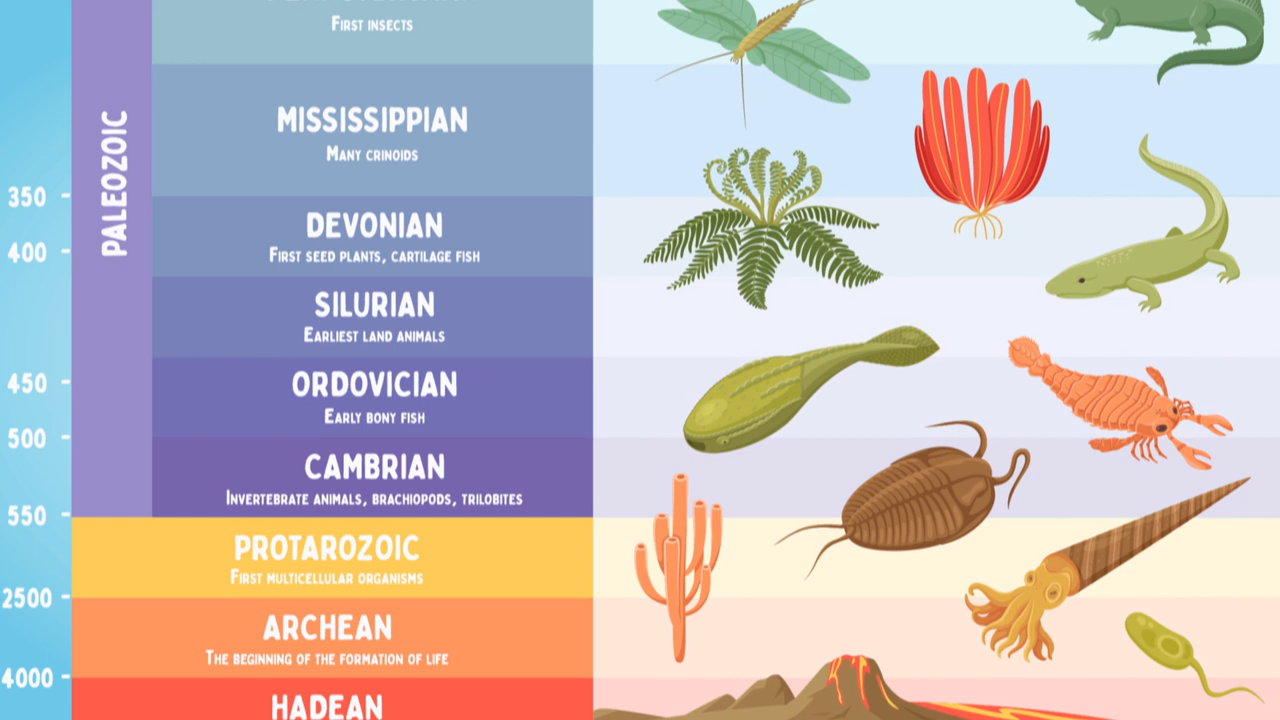 FIRST INSECTS
PALEOZOIC
MISSISSIPPIAN
MANY CRINOIDS
350
DEVONIAN
400
FIRST SEED PLANTS, CARTILAGE FISH
SILURIAN
EARLIEST LAND ANIMALS
450
ORDOVICIAN
EARLY BONY FISH
500
CAMBRIAN
INVERTEBRATE ANIMALS, BRACHIOPODS, TRILOBITES
550
PROTAROZOIC
FIRST MULTICELLULAR ORGANISMS
2500
ARCHEAN
THE BEGINNING OF THE FORMATION OF LIFE
4000
HADEAN